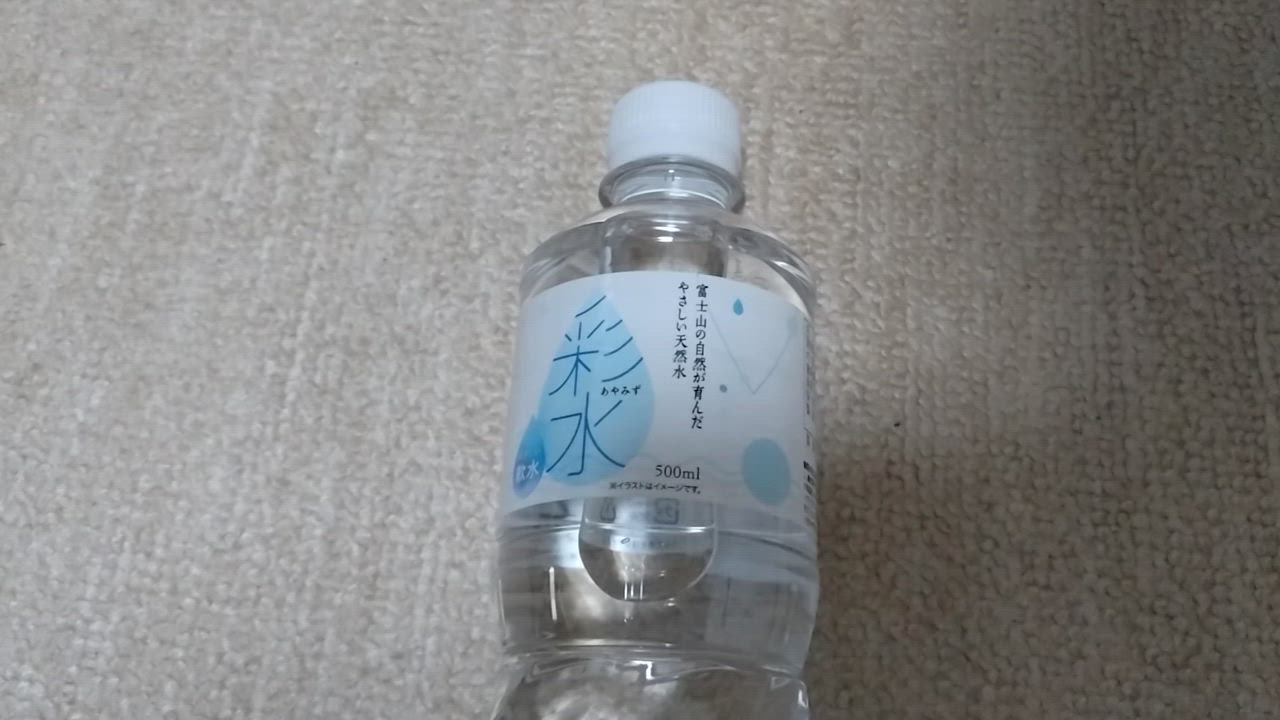 富士山の自然が育んだ
やさしい天然水
彩水
あやみず
軟水
500ml
※イラストはイメージです。